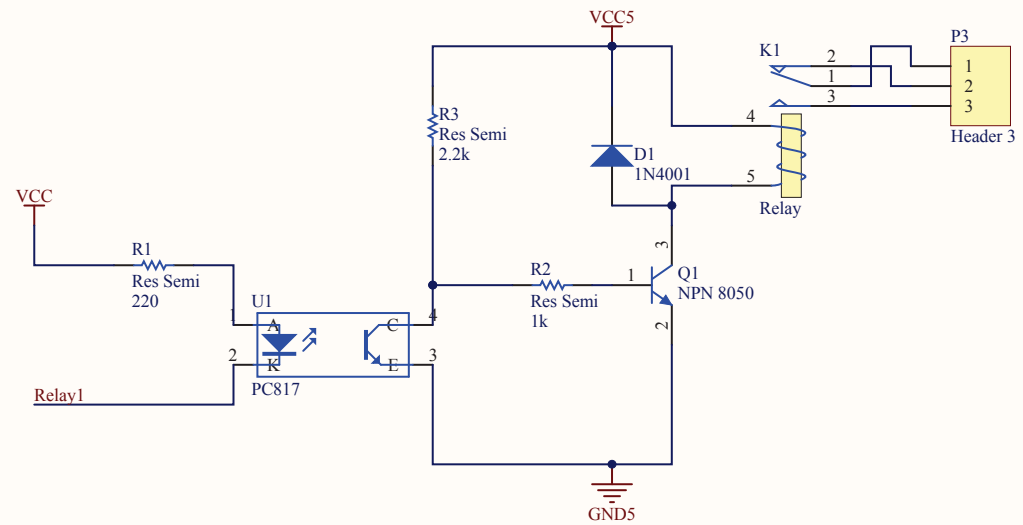 VCC5
K1
2
1
3
P3
1
2
3
Header 3
R3
Res Semi
2.2k
4
D1
1N4001
5
Relay
VCC
R1
Res Semi
220
R2
Res Semi
1k
1
3
Q1
NPN 8050
2
U1
1
A
C
4
2
K
E
3
PC817
Relay1
GND5